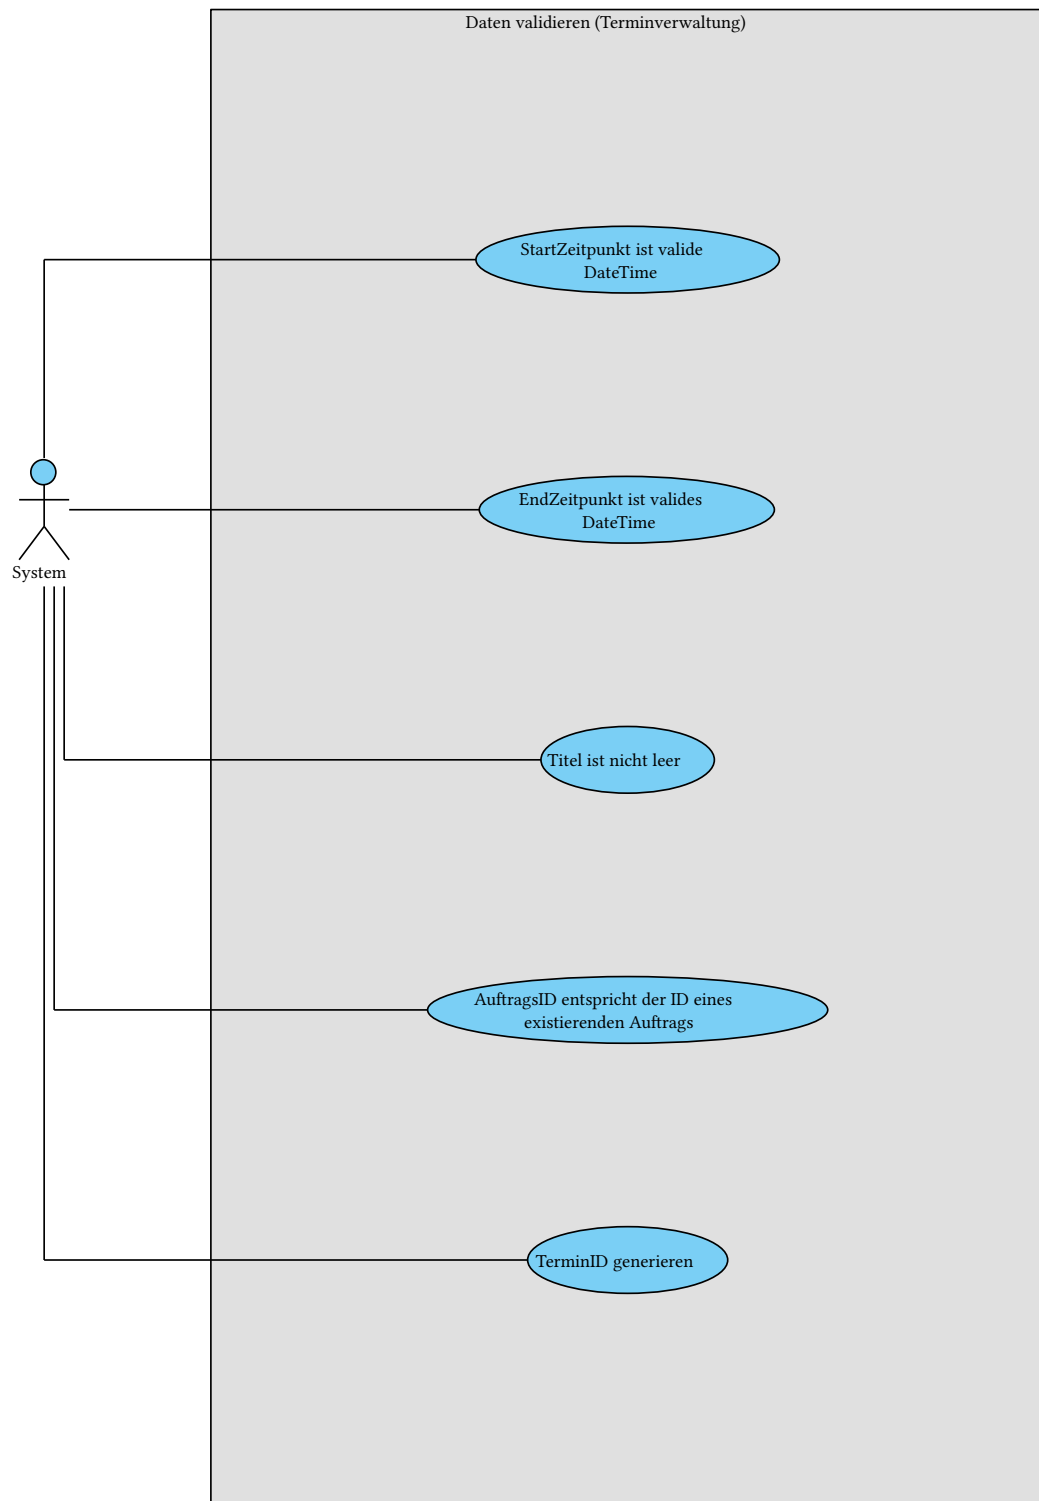 Daten validieren (Terminverwaltung)
StartZeitpunkt ist valide
DateTime
EndZeitpunkt ist valides
DateTime
System
Titel ist nicht leer
AuftragsID entspricht der ID eines
existierenden Auftrags
TerminID generieren